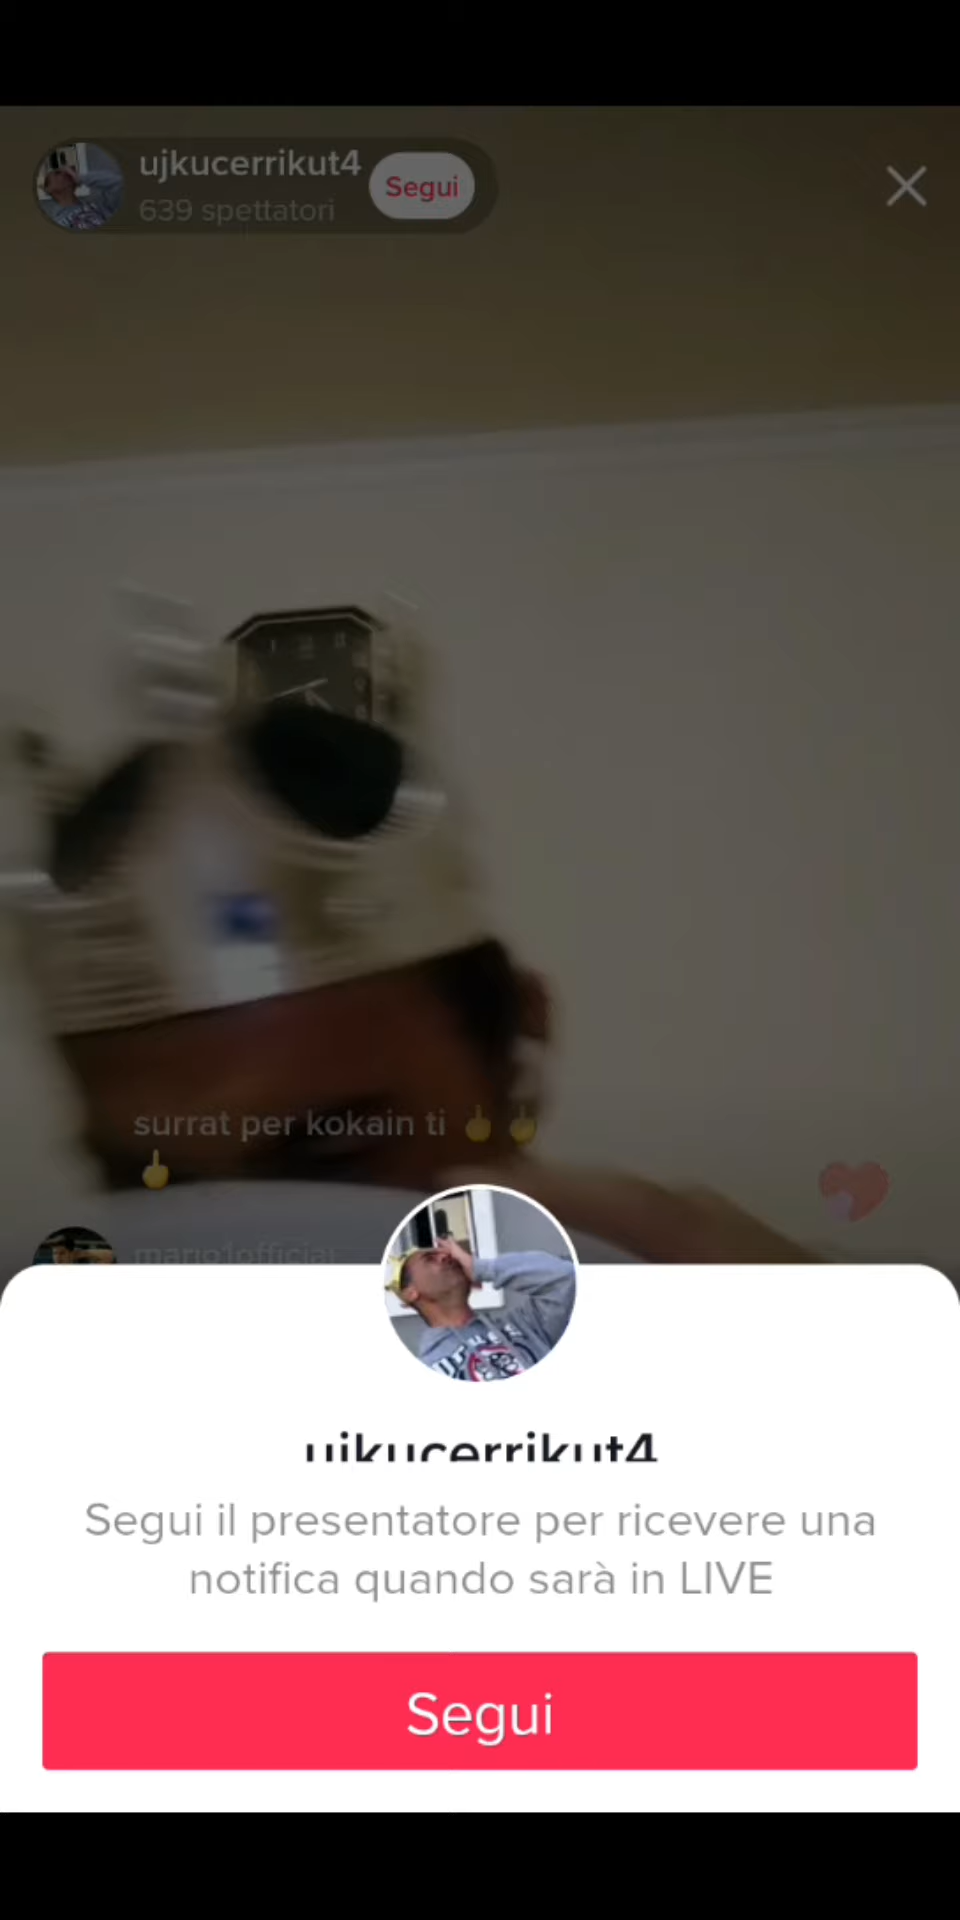 ujkucerrikut4
Segui
639 spettatori
surrat per kokain ti 🖕🖕
🖕
mario1official
ujkucerrikut4
Segui il presentatore per ricevere una
notifica quando sarà in LIVE
Segui